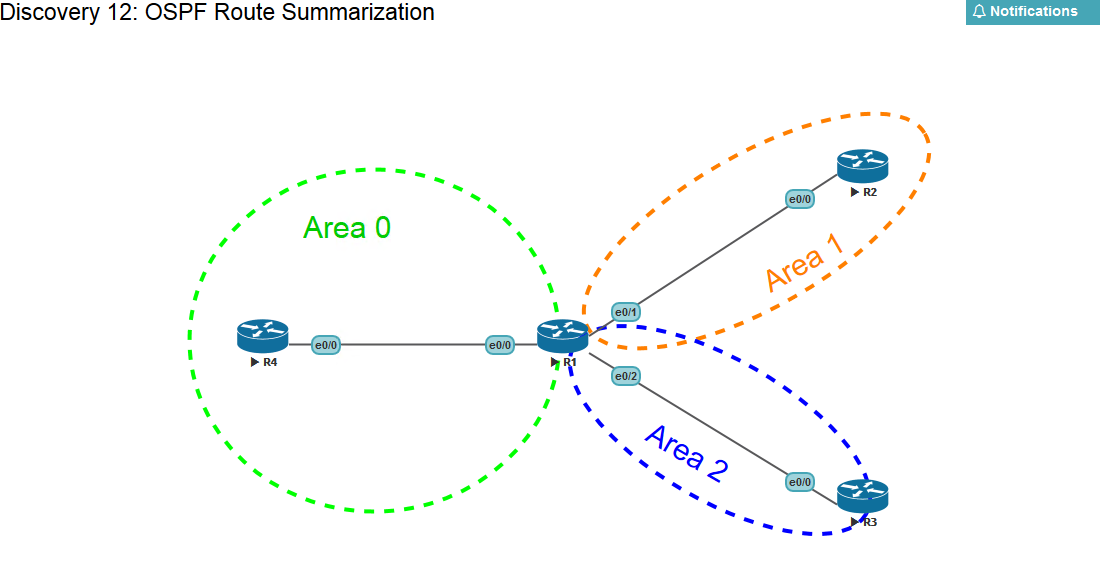 Discovery 12: OSPF Route Summarization
Notifications
Area 0
e0/0
R2
Area 1
e0/1
R4
e0/0
e0/0
R1
e0/2
Area 2
e0/0
R3